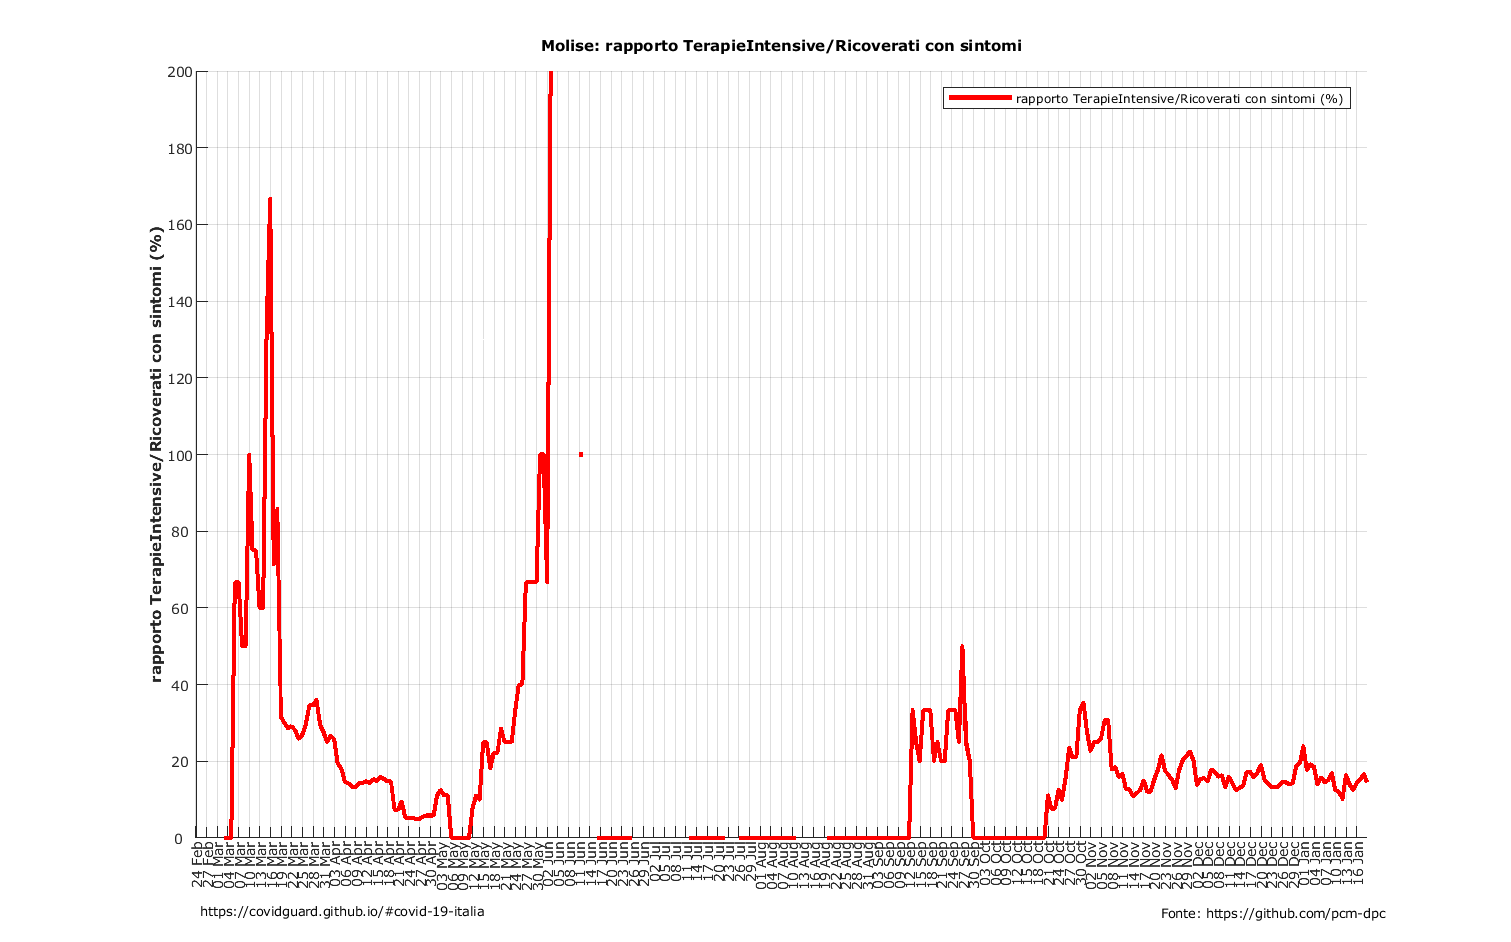 Molise: rapporto TerapieIntensive/Ricoverati con sintomi
rapporto TerapieIntensive/Ricoverati con sintomi (%)
rapporto TerapieIntensive/Ricoverati con sintomi (%)
200
180
160
140
120
100
80
60
40
20
0
24 Feb
27 Feb
01 Mar
04 Mar
07 Mar
10 Mar
13 Mar
16 Mar
19 Mar
22 Mar
25 Mar
28 Mar
31 Mar
03 Apr
06 Apr
09 Apr
12 Apr
15 Apr
18 Apr
21 Apr
24 Apr
27 Apr
30 Apr
03 May
06 May
09 May
12 May
15 May
18 May
21 May
24 May
27 May
30 May
02 Jun
05 Jun
08 Jun
11 Jun
14 Jun
17 Jun
20 Jun
23 Jun
26 Jun
29 Jun
02 Jul
05 Jul
08 Jul
11 Jul
14 Jul
17 Jul
20 Jul
23 Jul
26 Jul
29 Jul
01 Aug
04 Aug
07 Aug
10 Aug
13 Aug
16 Aug
19 Aug
22 Aug
25 Aug
28 Aug
31 Aug
03 Sep
06 Sep
09 Sep
12 Sep
15 Sep
18 Sep
21 Sep
24 Sep
27 Sep
30 Sep
03 Oct
06 Oct
09 Oct
12 Oct
15 Oct
18 Oct
21 Oct
24 Oct
27 Oct
30 Oct
02 Nov
05 Nov
08 Nov
11 Nov
14 Nov
17 Nov
20 Nov
23 Nov
26 Nov
29 Nov
02 Dec
05 Dec
08 Dec
11 Dec
14 Dec
17 Dec
20 Dec
23 Dec
26 Dec
29 Dec
01 Jan
04 Jan
07 Jan
10 Jan
13 Jan
16 Jan
https://covidguard.github.io/#covid-19-italia
Fonte: https://github.com/pcm-dpc